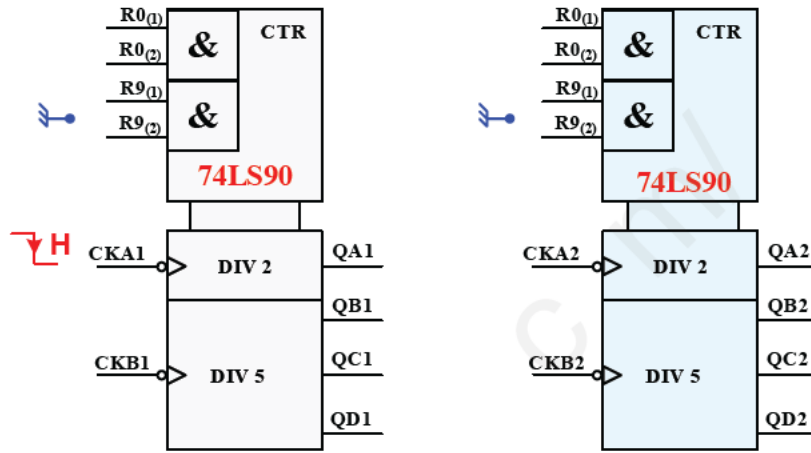 R0(1)
R0(2)
R9(1)
R9(2)
&
&
CTR
74LS90
H
CKA1
DIV 2
QA1
QB1
CKB1
DIV 5
QC1
QD1
R0(1)
R0(2)
R9(1)
R9(2)
&
&
CTR
74LS90
CKA2
DIV 2
QA2
QB2
CKB2
DIV 5
QC2
QD2